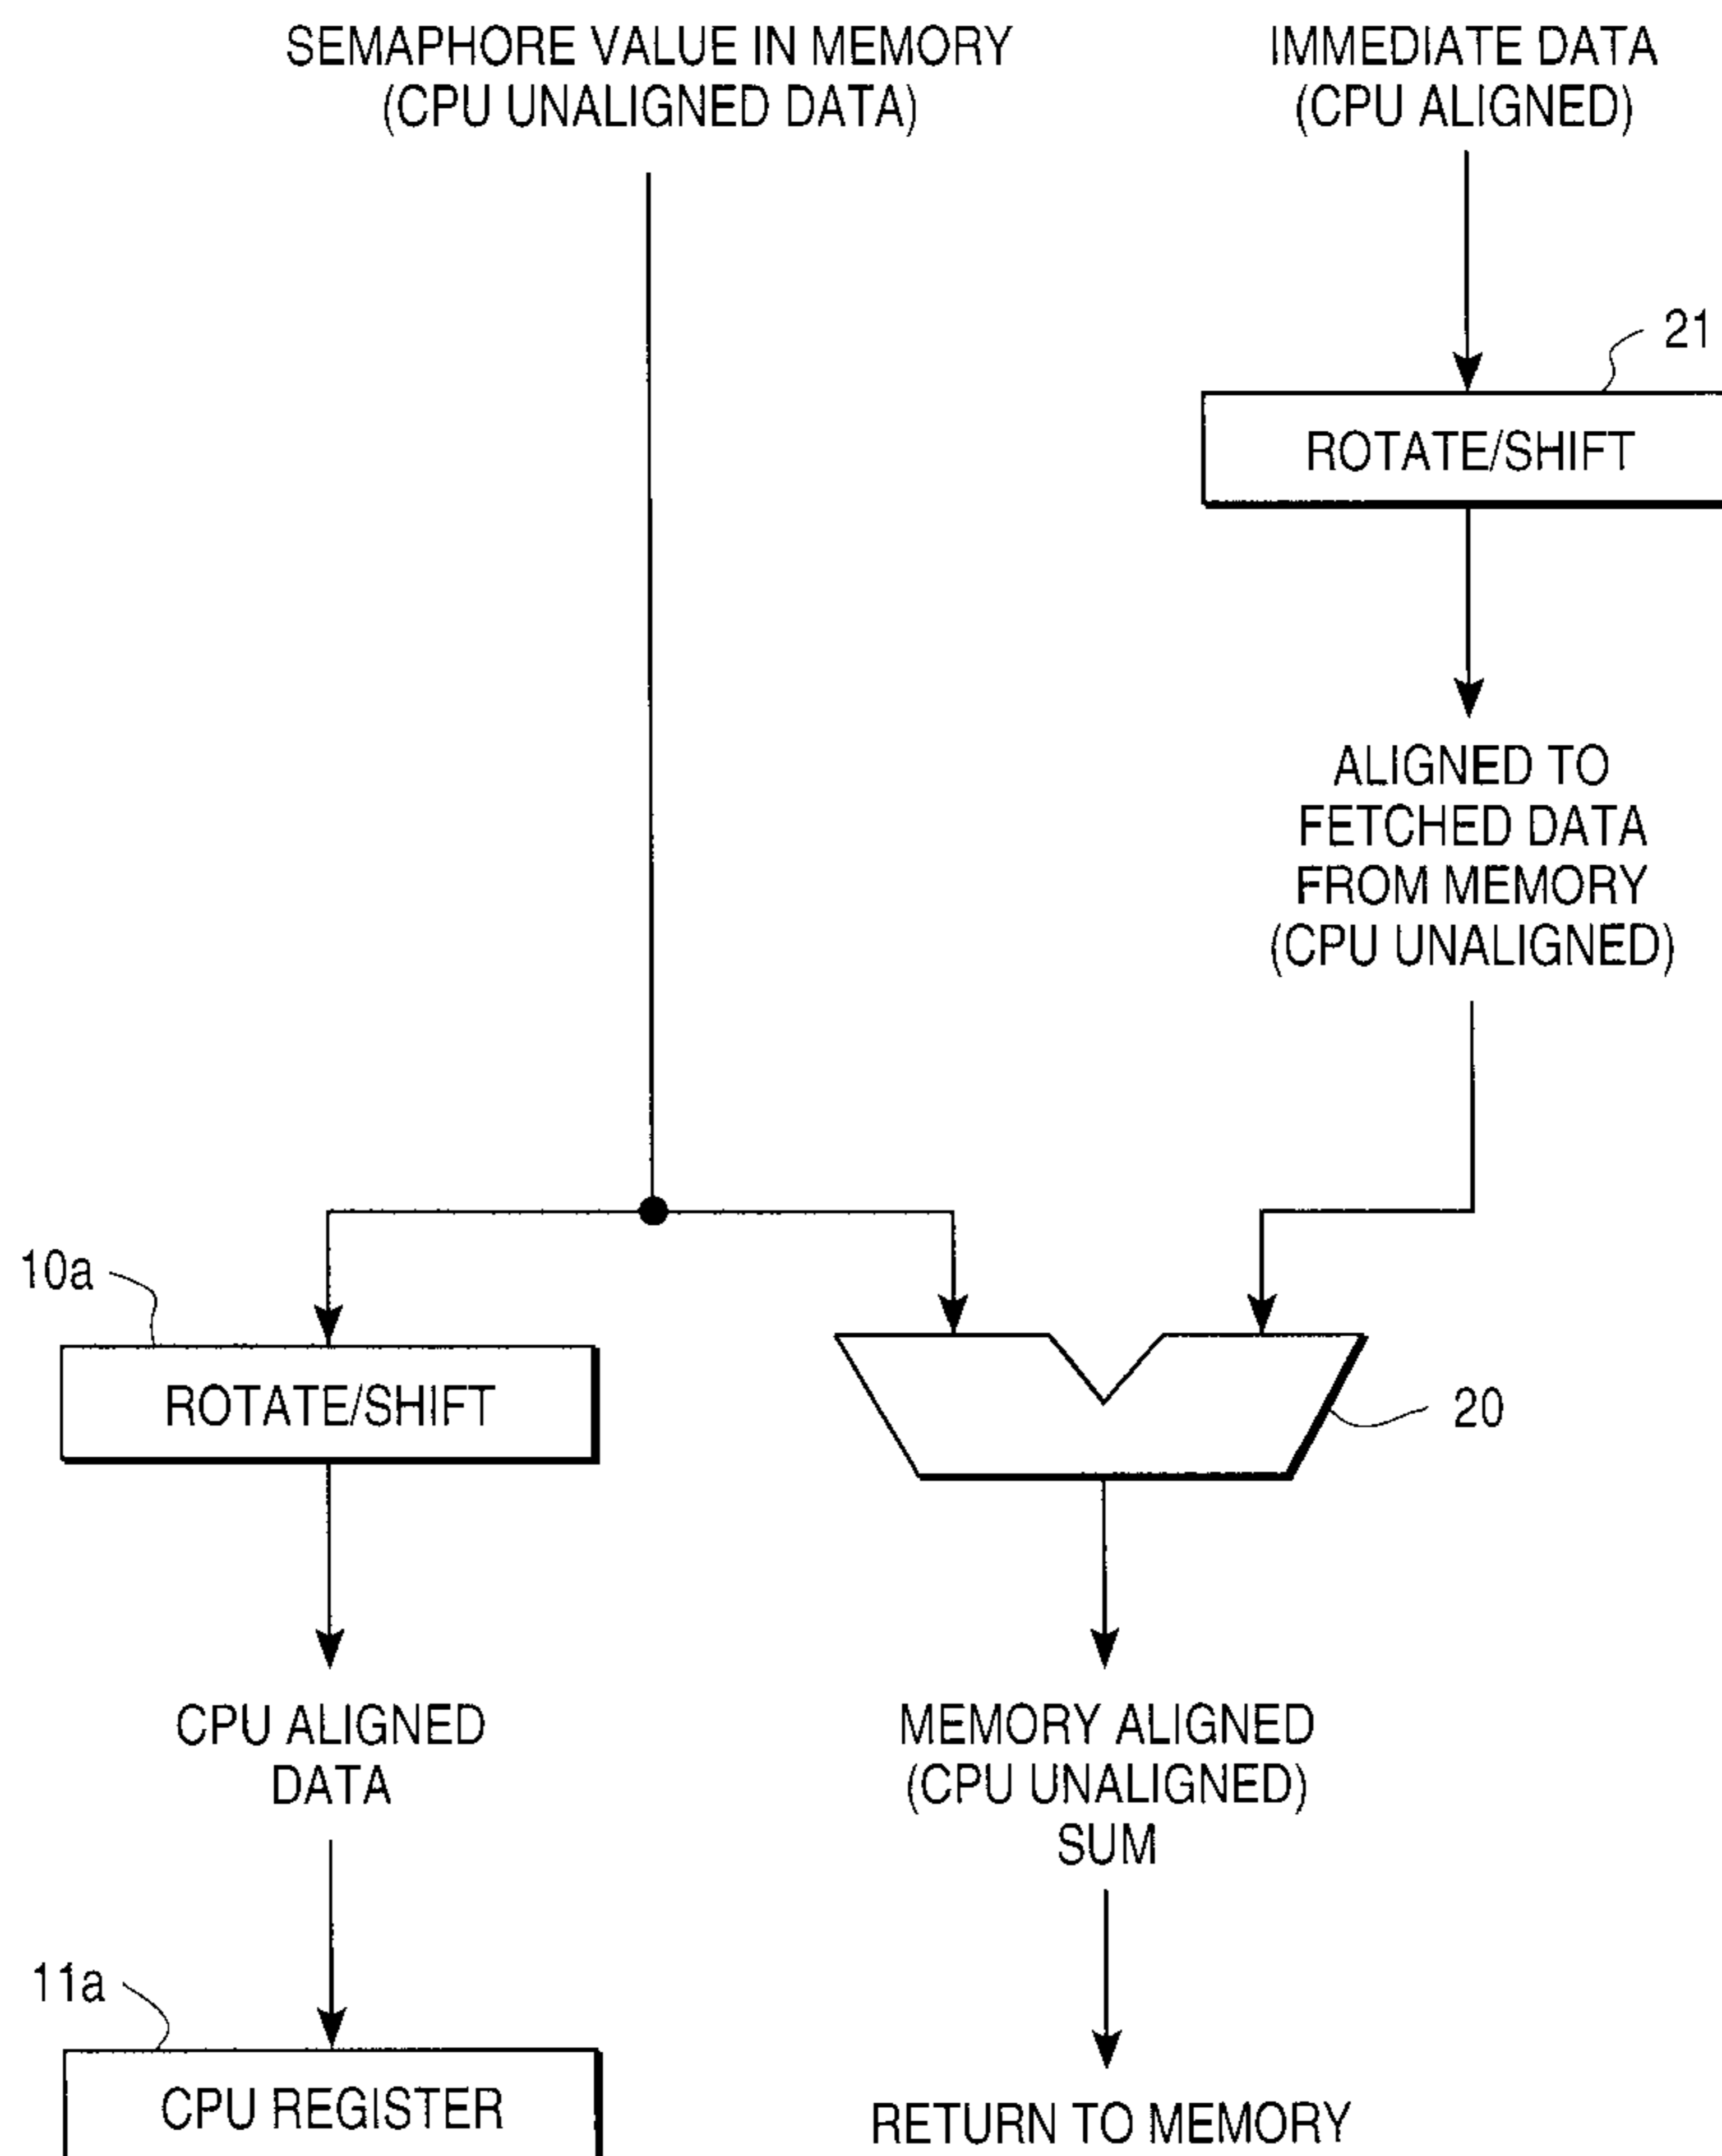 SEMAPHORE VALUE IN MEMORY
(CPU UNALIGNED DATA)
IMMEDIATE DATA
(CPU ALIGNED)
21
ROTATE/SHIFT
ALIGNED TO
FETCHED DATA
FROM MEMORY
(CPU UNALIGNED)
10a
ROTATE/SHIFT
20
CPU ALIGNED
DATA
MEMORY ALIGNED
(CPU UNALIGNED)
SUM
11a
CPU REGISTER
RETURN TO MEMORY